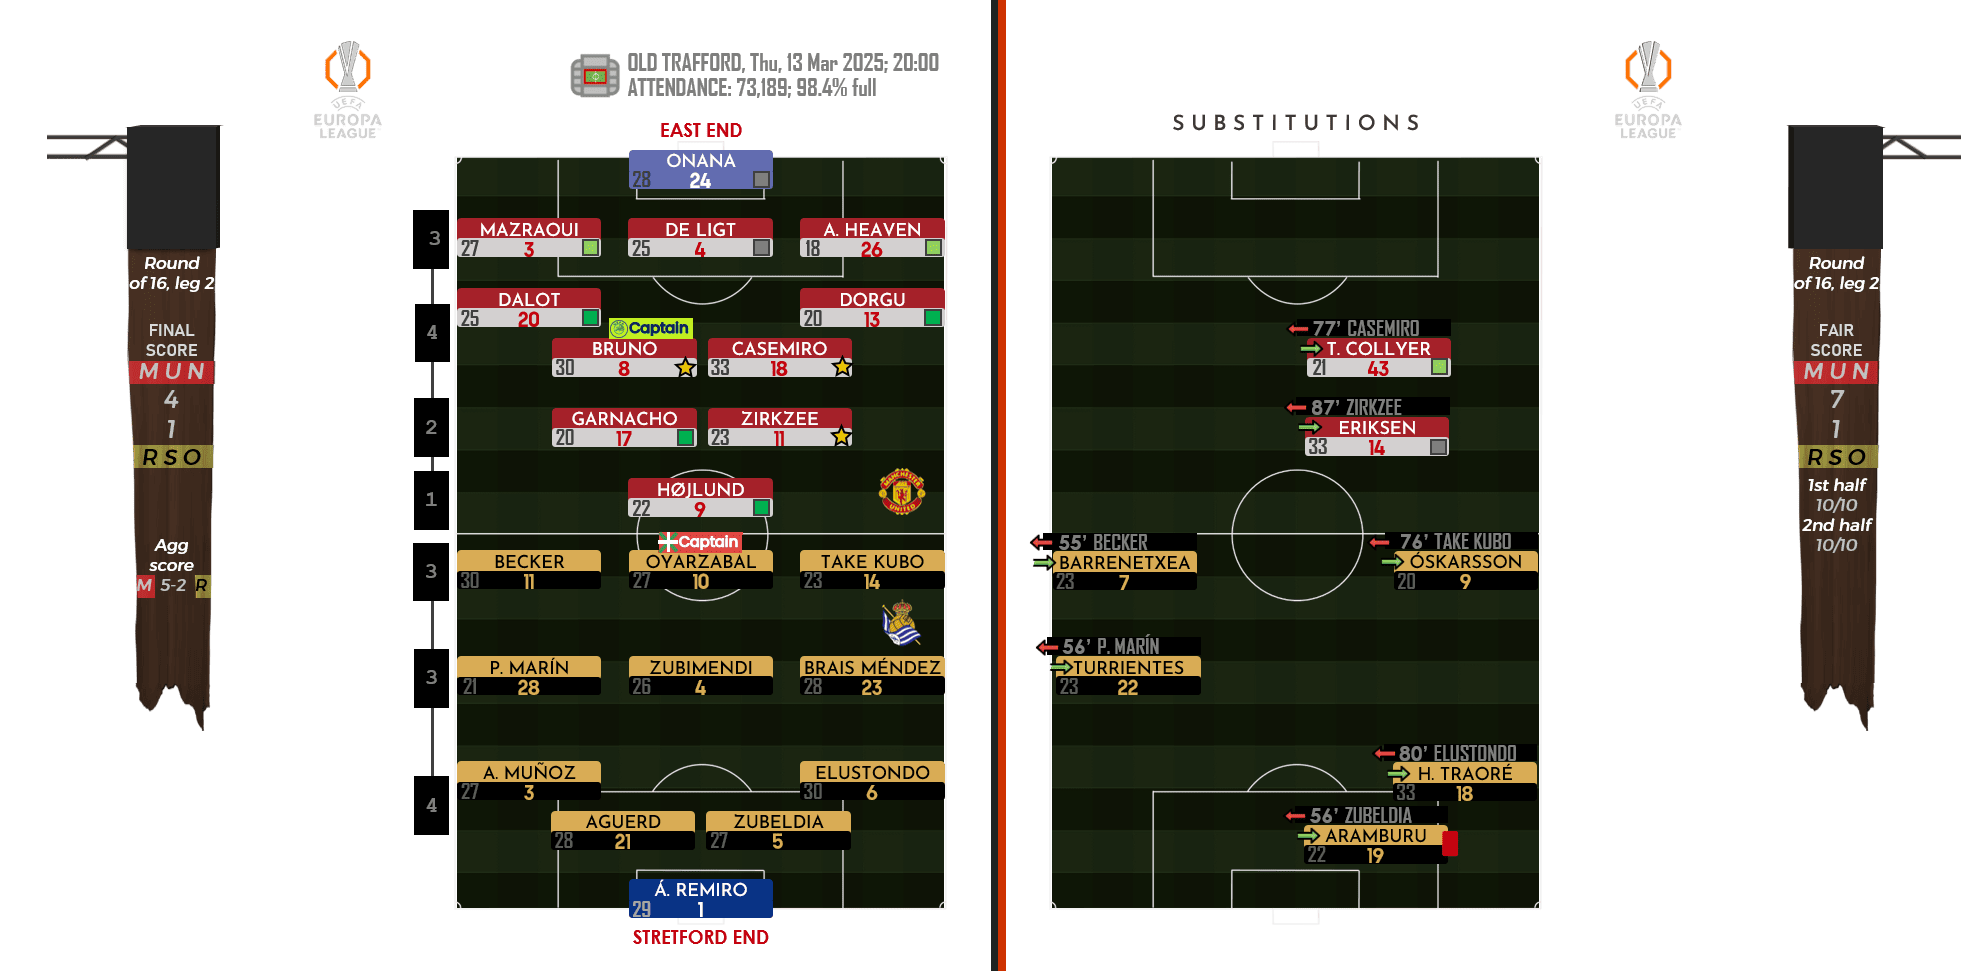 UEFA
EUROPA
LEAGUE
OLD TRAFFORD, Thu, 13 Mar 2025; 20:00
ATTENDANCE: 73,189; 98.4% full
EAST END
Round
of 16, leg 2
FINAL
SCORE
MUN
4
1
RSO
Agg
score
M 5-2 R
3
4
2
1
3
3
4
ONANA
28 24
MAZRAOUI
27 3
DE LIGT
25 4
A. HEAVEN
18 26
DALOT
25 20
DORGU
20 13
Captain
BRUNO
30 8
CASEMIRO
33 18
GARNACHO
20 17
ZIRKZEE
23 11
HØJLUND
22 9
MANCHESTER
UNITED
Captain
BECKER
30 11
OYARZABAL
27 10
TAKE KUBO
23 14
P. MARÍN
21 28
ZUBIMENDI
26 4
BRAIS MÉNDEZ
28 23
A. MUÑOZ
27 3
ELUSTONDO
30 6
AGUERD
28 21
ZUBELDIA
27 5
Á. REMIRO
29 1
STRETFORD END
SUBSTITUTIONS
UEFA
EUROPA
LEAGUE
77’ CASEMIRO
T. COLLYER
21 43
87’ ZIRKZEE
ERIKSEN
33 14
55’ BECKER
BARRENETXEA
23 7
76’ TAKE KUBO
ÓSKARSSON
20 9
56’ P. MARÍN
TURRIENTES
23 22
80’ ELUSTONDO
H. TRAORÉ
33 18
56’ ZUBELDIA
ARAMBURU
22 19
Round
of 16, leg 2
FAIR
SCORE
MUN
7
1
RSO
1st half
10/10
2nd half
10/10